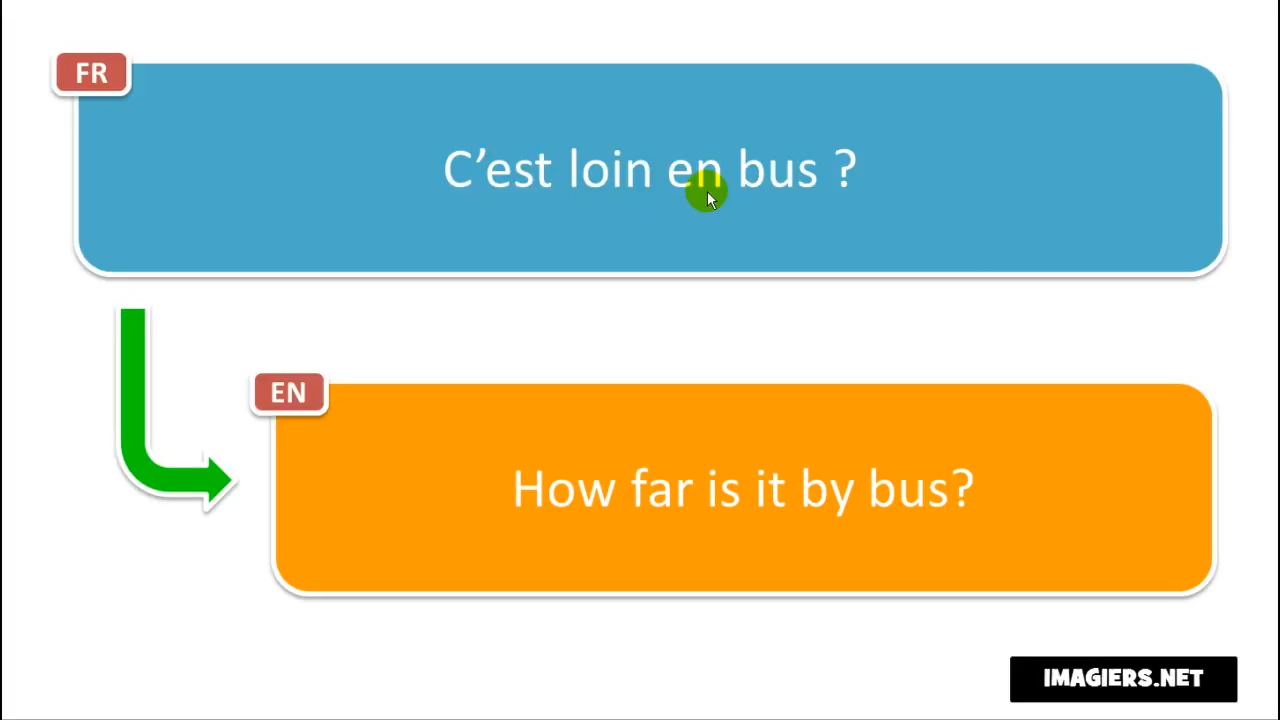 FR
C’est loin en bus ?
EN
How far is it by bus?
IMAGIERS.NET